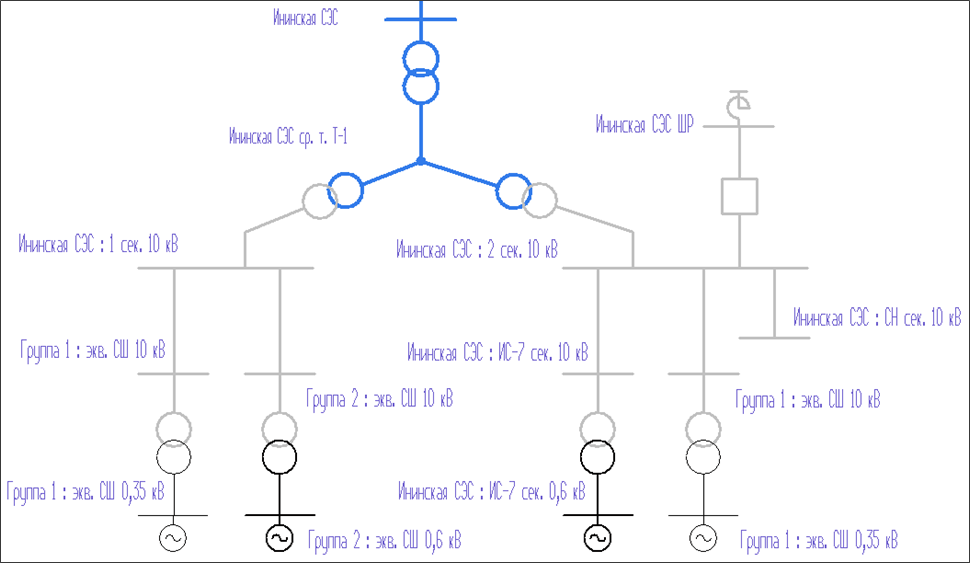 Ининская СЭС
Ининская СЭС ШР
Ининская СЭС ср. т. Т-1
Ининская СЭС : 1 сек. 10 кВ
Ининская СЭС : 2 сек. 10 кВ
Ининская СЭС : СН сек. 10 кВ
Группа 1 : экв. СШ 10 кВ
Ининская СЭС : ИС-7 сек. 10 кВ
Группа 2 : экв. СШ 10 кВ
Группа 1 : экв. СШ 10 кВ
Группа 1 : экв. СШ 0,35 кВ
Ининская СЭС : ИС-7 сек. 0,6 кВ
Группа 2 : экв. СШ 0,6 кВ
Группа 1 : экв. СШ 0,35 кВ